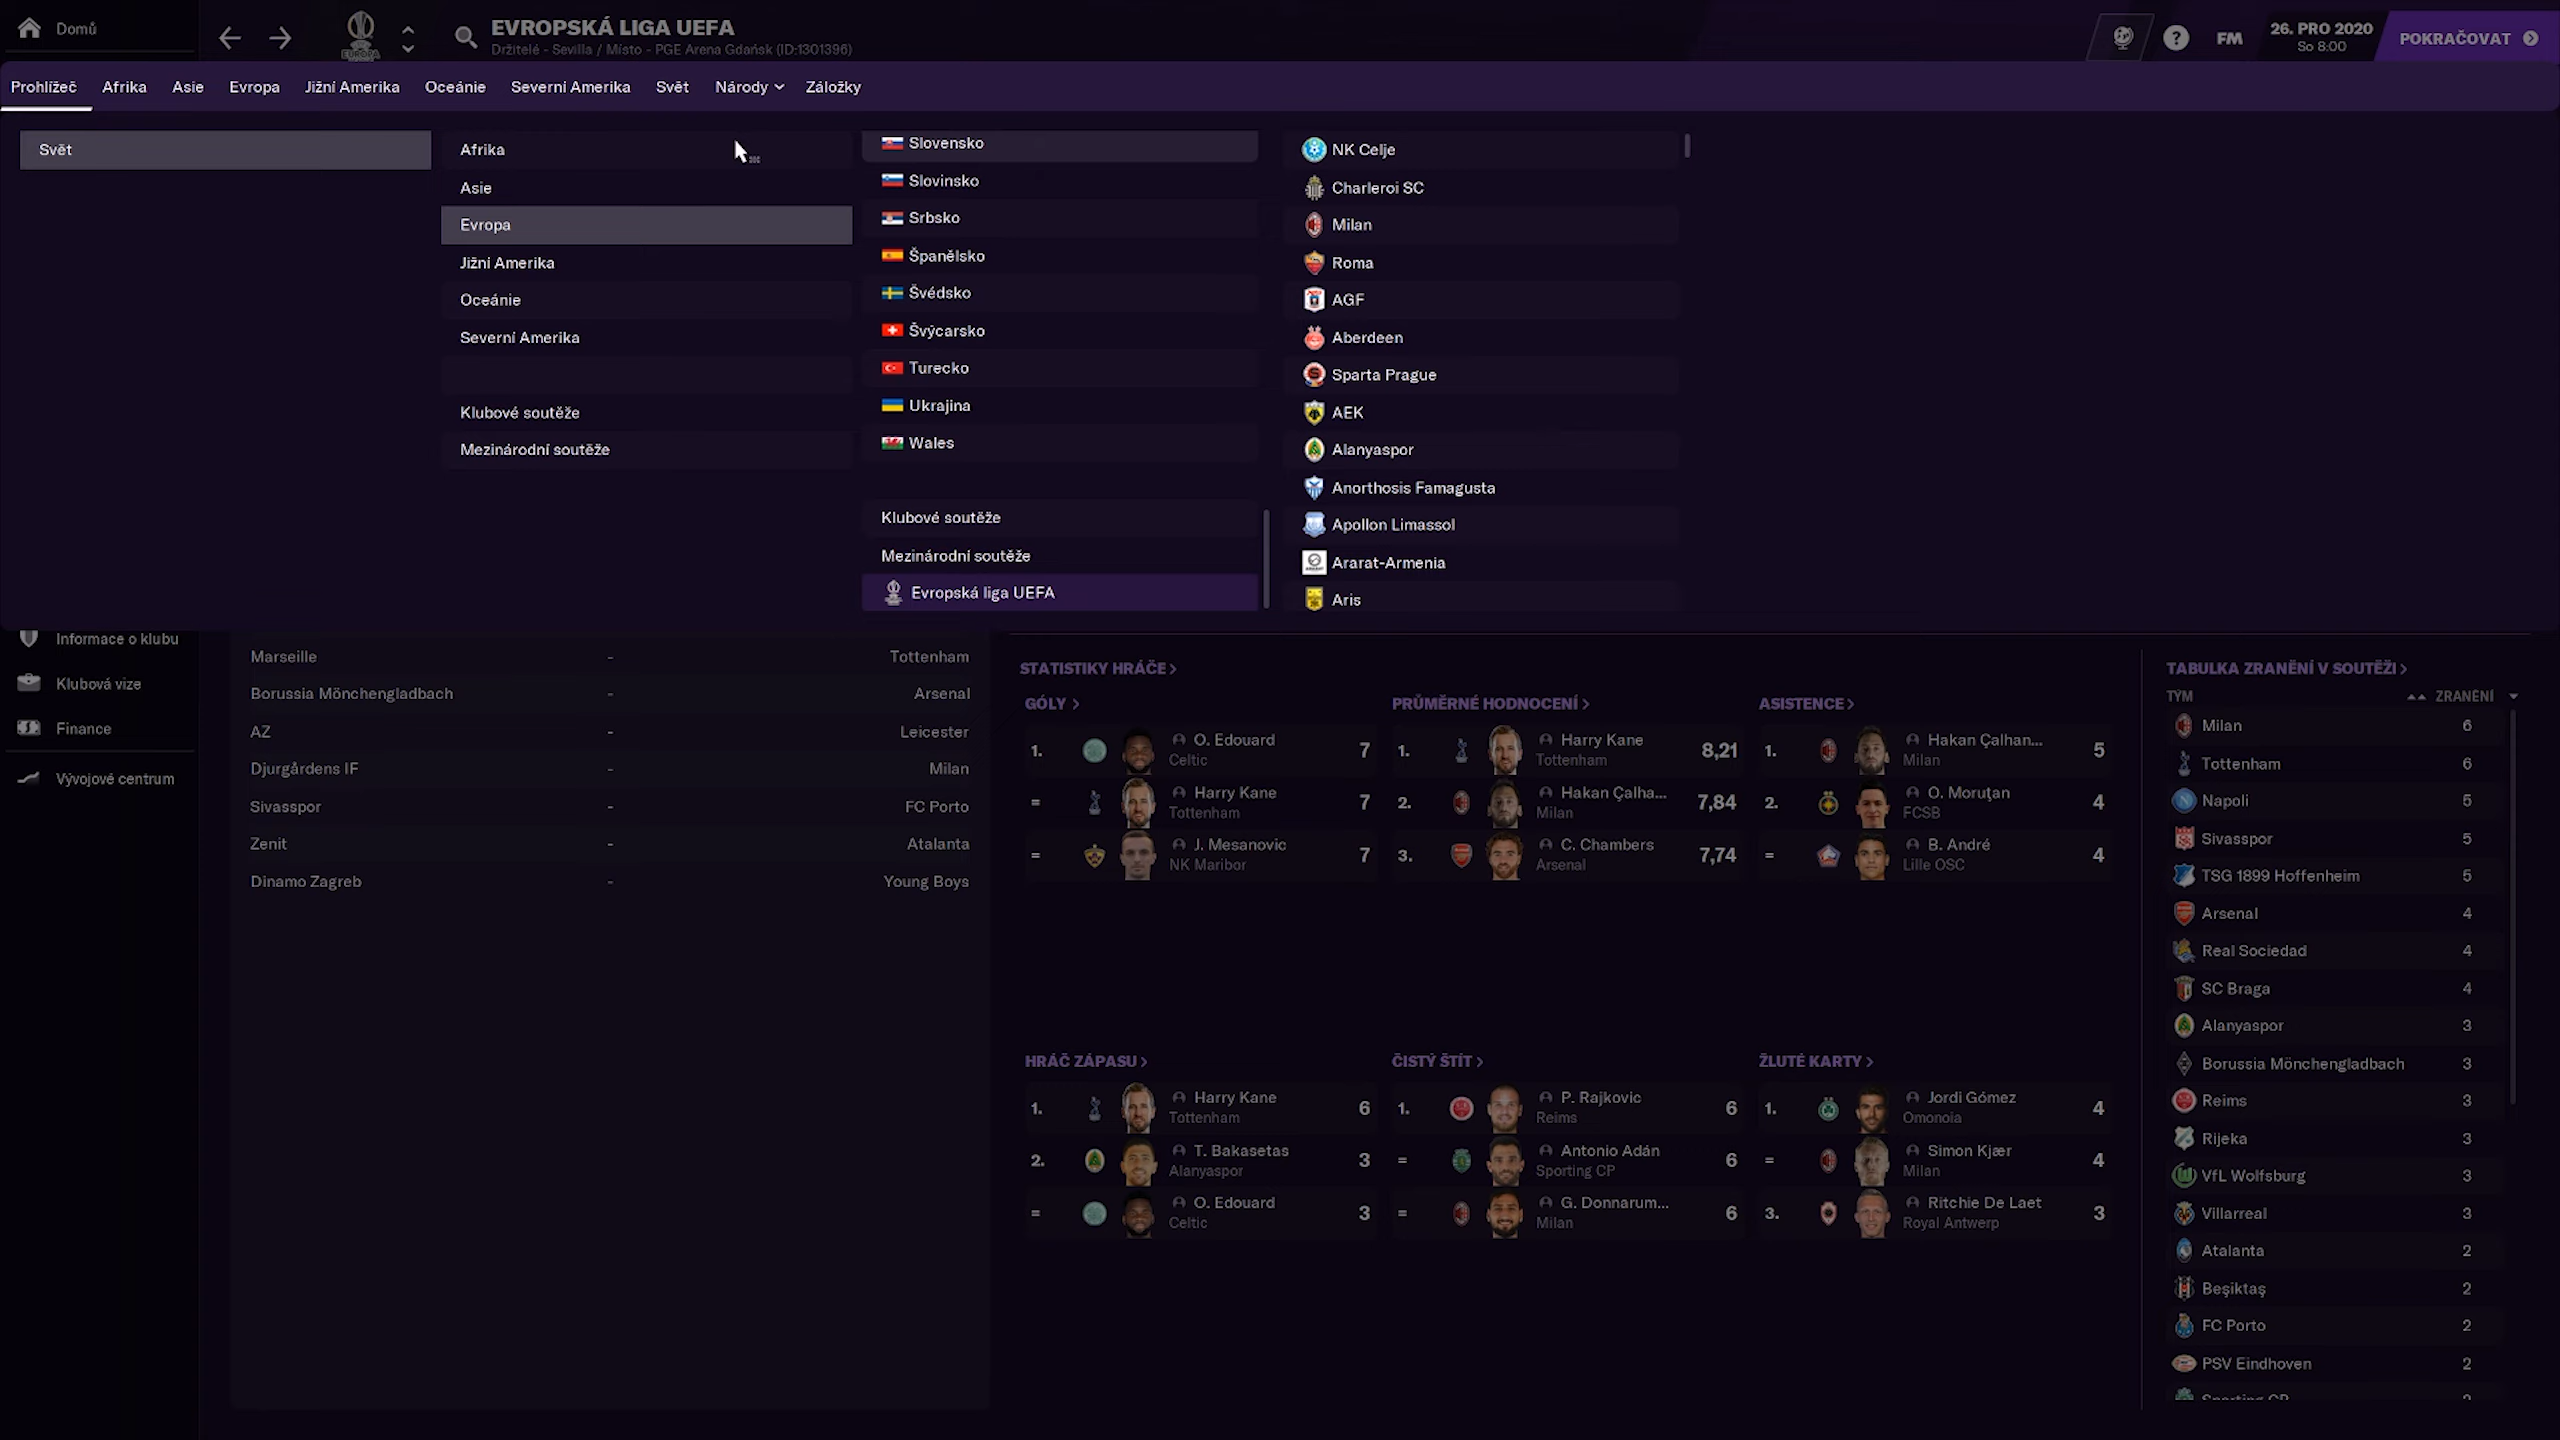 Domů
EVROPSKÁ LIGA UEFA
Držitelé - Sevilla / Místo - PGE Arena Gdańsk (ID:1301396)
FM
26. PRO 2020
So 8:00
POKRAČOVAT
Prohlížeč Afrika Asie Evropa Jižní Amerika Oceánie Severní Amerika Svět Národy Záložky
Svět
Afrika
Asie
Evropa
Jižní Amerika
Oceánie
Severní Amerika
Klubové soutěže
Mezinárodní soutěže
Slovensko
Slovinsko
Srbsko
Španělsko
Švédsko
Švýcarsko
Turecko
Ukrajina
Wales
Klubové soutěže
Mezinárodní soutěže
Evropská liga UEFA
NK Celje
Charleroi SC
Milan
Roma
AGF
Aberdeen
Sparta Prague
AEK
Alanyaspor
Anorthosis Famagusta
Apollon Limassol
Ararat-Armenia
Aris
Informace o klubu
Klubová vize
Finance
Vývojové centrum
Marseille - Tottenham
Borussia Mönchengladbach - Arsenal
AZ - Leicester
Djurgårdens IF - Milan
Sivasspor - FC Porto
Zenit - Atalanta
Dinamo Zagreb - Young Boys
STATISTIKY HRÁČE >
GÓLY >
1. O. Edouard 7
Celtic
= Harry Kane 7
Tottenham
= J. Mesanovic 7
NK Maribor
PRŮMĚRNÉ HODNOCENÍ >
1. Harry Kane 8,21
Tottenham
2. Hakan Çalha... 7,84
Milan
3. C. Chambers 7,74
Arsenal
ASISTENCE >
1. Hakan Çalhan... 5
Milan
2. O. Moruţan 4
FCSB
= B. André 4
Lille OSC
HRÁČ ZÁPASU >
1. Harry Kane 6
Tottenham
2. T. Bakasetas 3
Alanyaspor
= O. Edouard 3
Celtic
ČISTÝ ŠTÍT >
1. P. Rajkovic 6
Reims
= Antonio Adán 6
Sporting CP
= G. Donnarum... 6
Milan
ŽLUTÉ KARTY >
1. Jordi Gómez 4
Omonoia
= Simon Kjær 4
Milan
3. Ritchie De Laet 3
Royal Antwerp
TABULKA ZRANĚNÍ V SOUTĚŽI >
TÝM ZRANĚNÍ
Milan 6
Tottenham 6
Napoli 5
Sivasspor 5
TSG 1899 Hoffenheim 5
Arsenal 4
Real Sociedad 4
SC Braga 4
Alanyaspor 3
Borussia Mönchengladbach 3
Reims 3
Rijeka 3
VfL Wolfsburg 3
Villarreal 3
Atalanta 2
Beşiktaş 2
FC Porto 2
PSV Eindhoven 2
Sporting CP 2